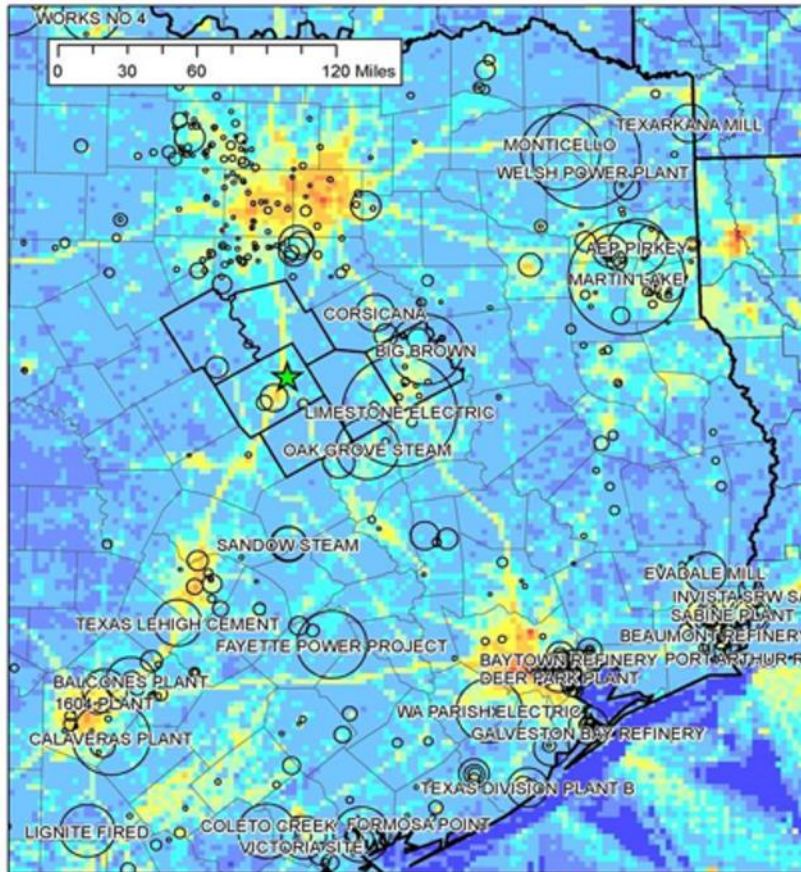 WORKS NO 4
0 30 60 120 Miles
TEXARKANA MILL
MONTICELLO
WELSH POWER PLANT
AEP PIRKEY
MARTIN LAKE
CORSICANA
BIG BROWN
LIMESTONE ELECTRIC
OAK GROVE STEAM
SANDOW STEAM
EVADALE MILL
INVISTA SRW SA
SABINE PLANT
TEXAS LEHIGH CEMENT
BEAUMONT REFINERY
FAYETTE POWER PROJECT
BAYTOWN REFINERY
PORT ARTHUR R
DEER PARK PLANT
BALCONES PLANT
1604 PLANT
WA PARISH ELECTRIC
CALAVERAS PLANT
GALVESTON BAY REFINERY
TEXAS DIVISION PLANT B
LIGNITE FIRED
COLETO CREEK
FORMOSA POINT
VICTORIA SITE